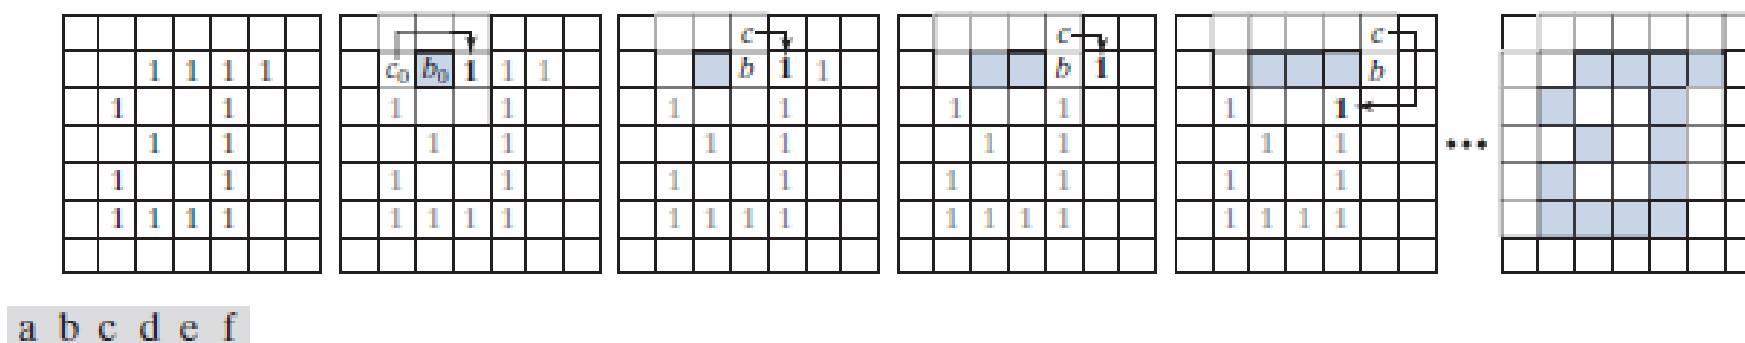 c c c
1 1 1 1 c₀ b₀ 1 1 1 b 1 1 b 1 b
1 1 1 1 1 1 1 1 1 1
1 1 1 1 1 1 1 1 1 1 •••
1 1 1 1 1 1 1 1 1 1
1 1 1 1 1 1 1 1 1 1 1 1 1 1 1 1 1 1 1 1
a b c d e f